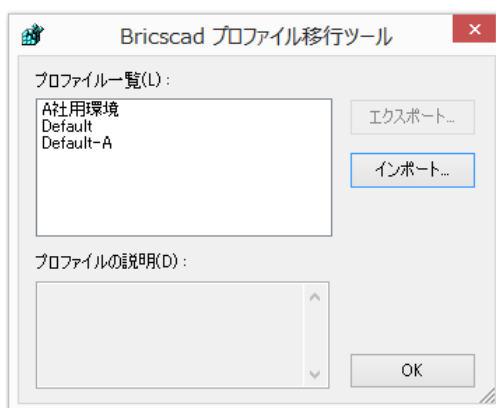 Bricscad プロファイル移行ツール
プロファイル一覧(L) :
A社用環境
Default
Default-A
エクスポート...
インポート...
プロファイルの説明(D) :
OK